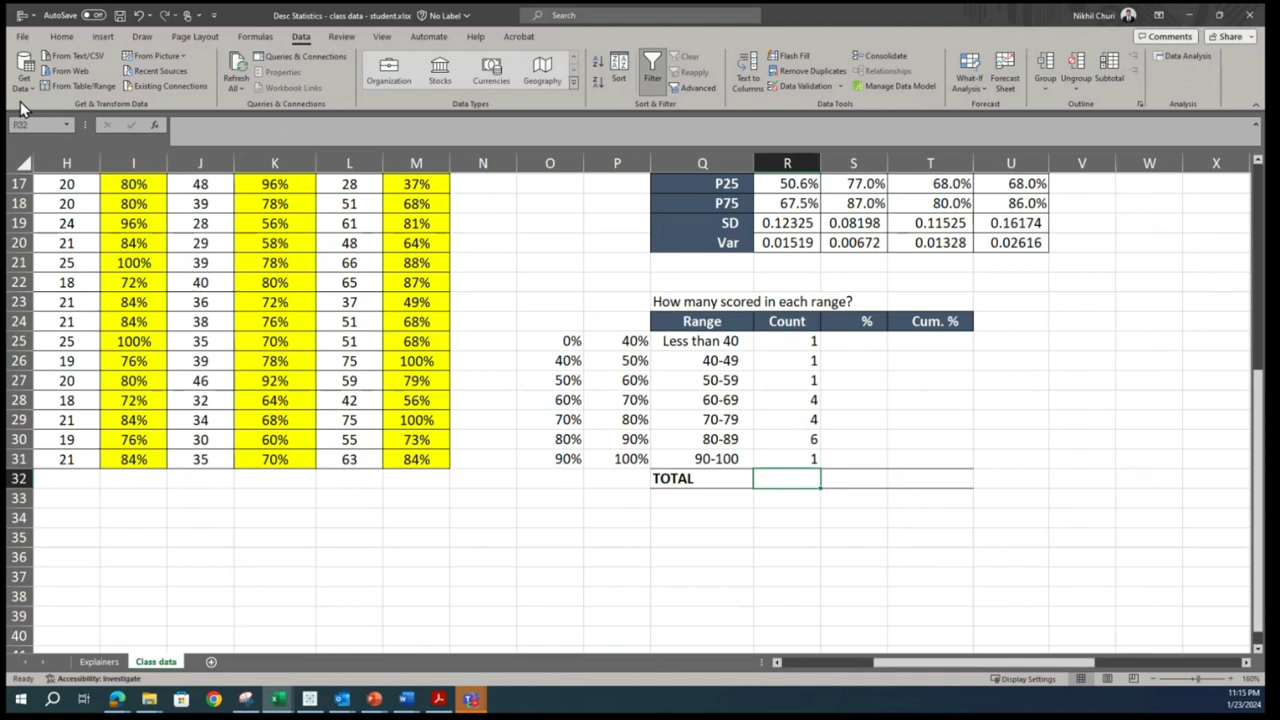 AutoSave Off Desc Statistics - class data - student.xlsx No Label Search Nikhil Churi
File Home Insert Draw Page Layout Formulas Data Review View Automate Help Acrobat Comments Share
Get Data From Text/CSV From Picture Refresh All Queries & Connections Organization Stocks Currencies Geography Sort Filter Clear Text to Columns Flash Fill Consolidate What-If Analysis Forecast Sheet Group Ungroup Subtotal Data Analysis
From Web Recent Sources Properties Reapply Remove Duplicates Relationships
From Table/Range Existing Connections Workbook Links Advanced Data Validation Manage Data Model
Get & Transform Data Queries & Connections Data Types Sort & Filter Data Tools Forecast Outline Analysis
R32 fx
H I J K L M N O P Q R S T U V W X
17 20 80% 48 96% 28 37% P25 50.6% 77.0% 68.0% 68.0%
18 20 80% 39 78% 51 68% P75 67.5% 87.0% 80.0% 86.0%
19 24 96% 28 56% 61 81% SD 0.12325 0.08198 0.11525 0.16174
20 21 84% 29 58% 48 64% Var 0.01519 0.00672 0.01328 0.02616
21 25 100% 39 78% 66 88%
22 18 72% 40 80% 65 87%
23 21 84% 36 72% 37 49% How many scored in each range?
24 21 84% 38 76% 51 68% Range Count % Cum. %
25 25 100% 35 70% 51 68% 0% 40% Less than 40 1
26 19 76% 39 78% 75 100% 40% 50% 40-49 1
27 20 80% 46 92% 59 79% 50% 60% 50-59 1
28 18 72% 32 64% 42 56% 60% 70% 60-69 4
29 21 84% 34 68% 75 100% 70% 80% 70-79 4
30 19 76% 30 60% 55 73% 80% 90% 80-89 6
31 21 84% 35 70% 63 84% 90% 100% 90-100 1
32 TOTAL
33
34
35
36
37
38
39
40
Explainers Class data
Ready Accessibility: Investigate Display Settings 160%
11:15 PM
1/23/2024